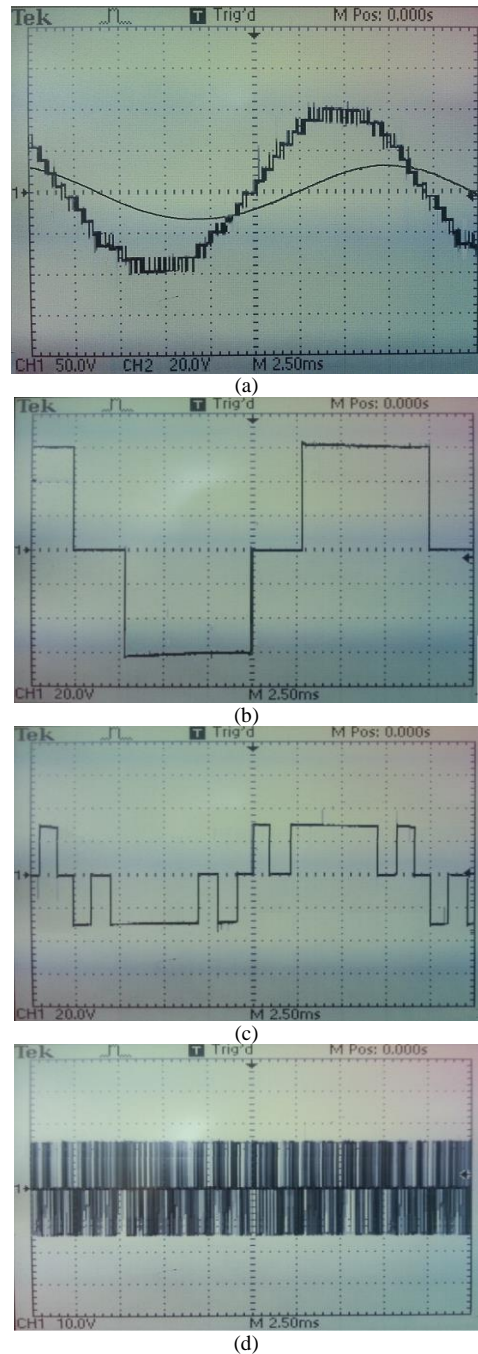 Tek T Trig'd M Pos: 0.000s
1
CH1 50.0V CH2 20.0V M 2.50ms
(a)
Tek T Trig'd M Pos: 0.000s
1
CH1 20.0V M 2.50ms
(b)
Tek T Trig'd M Pos: 0.000s
1
CH1 20.0V M 2.50ms
(c)
Tek T Trig'd M Pos: 0.000s
1
CH1 10.0V M 2.50ms
(d)